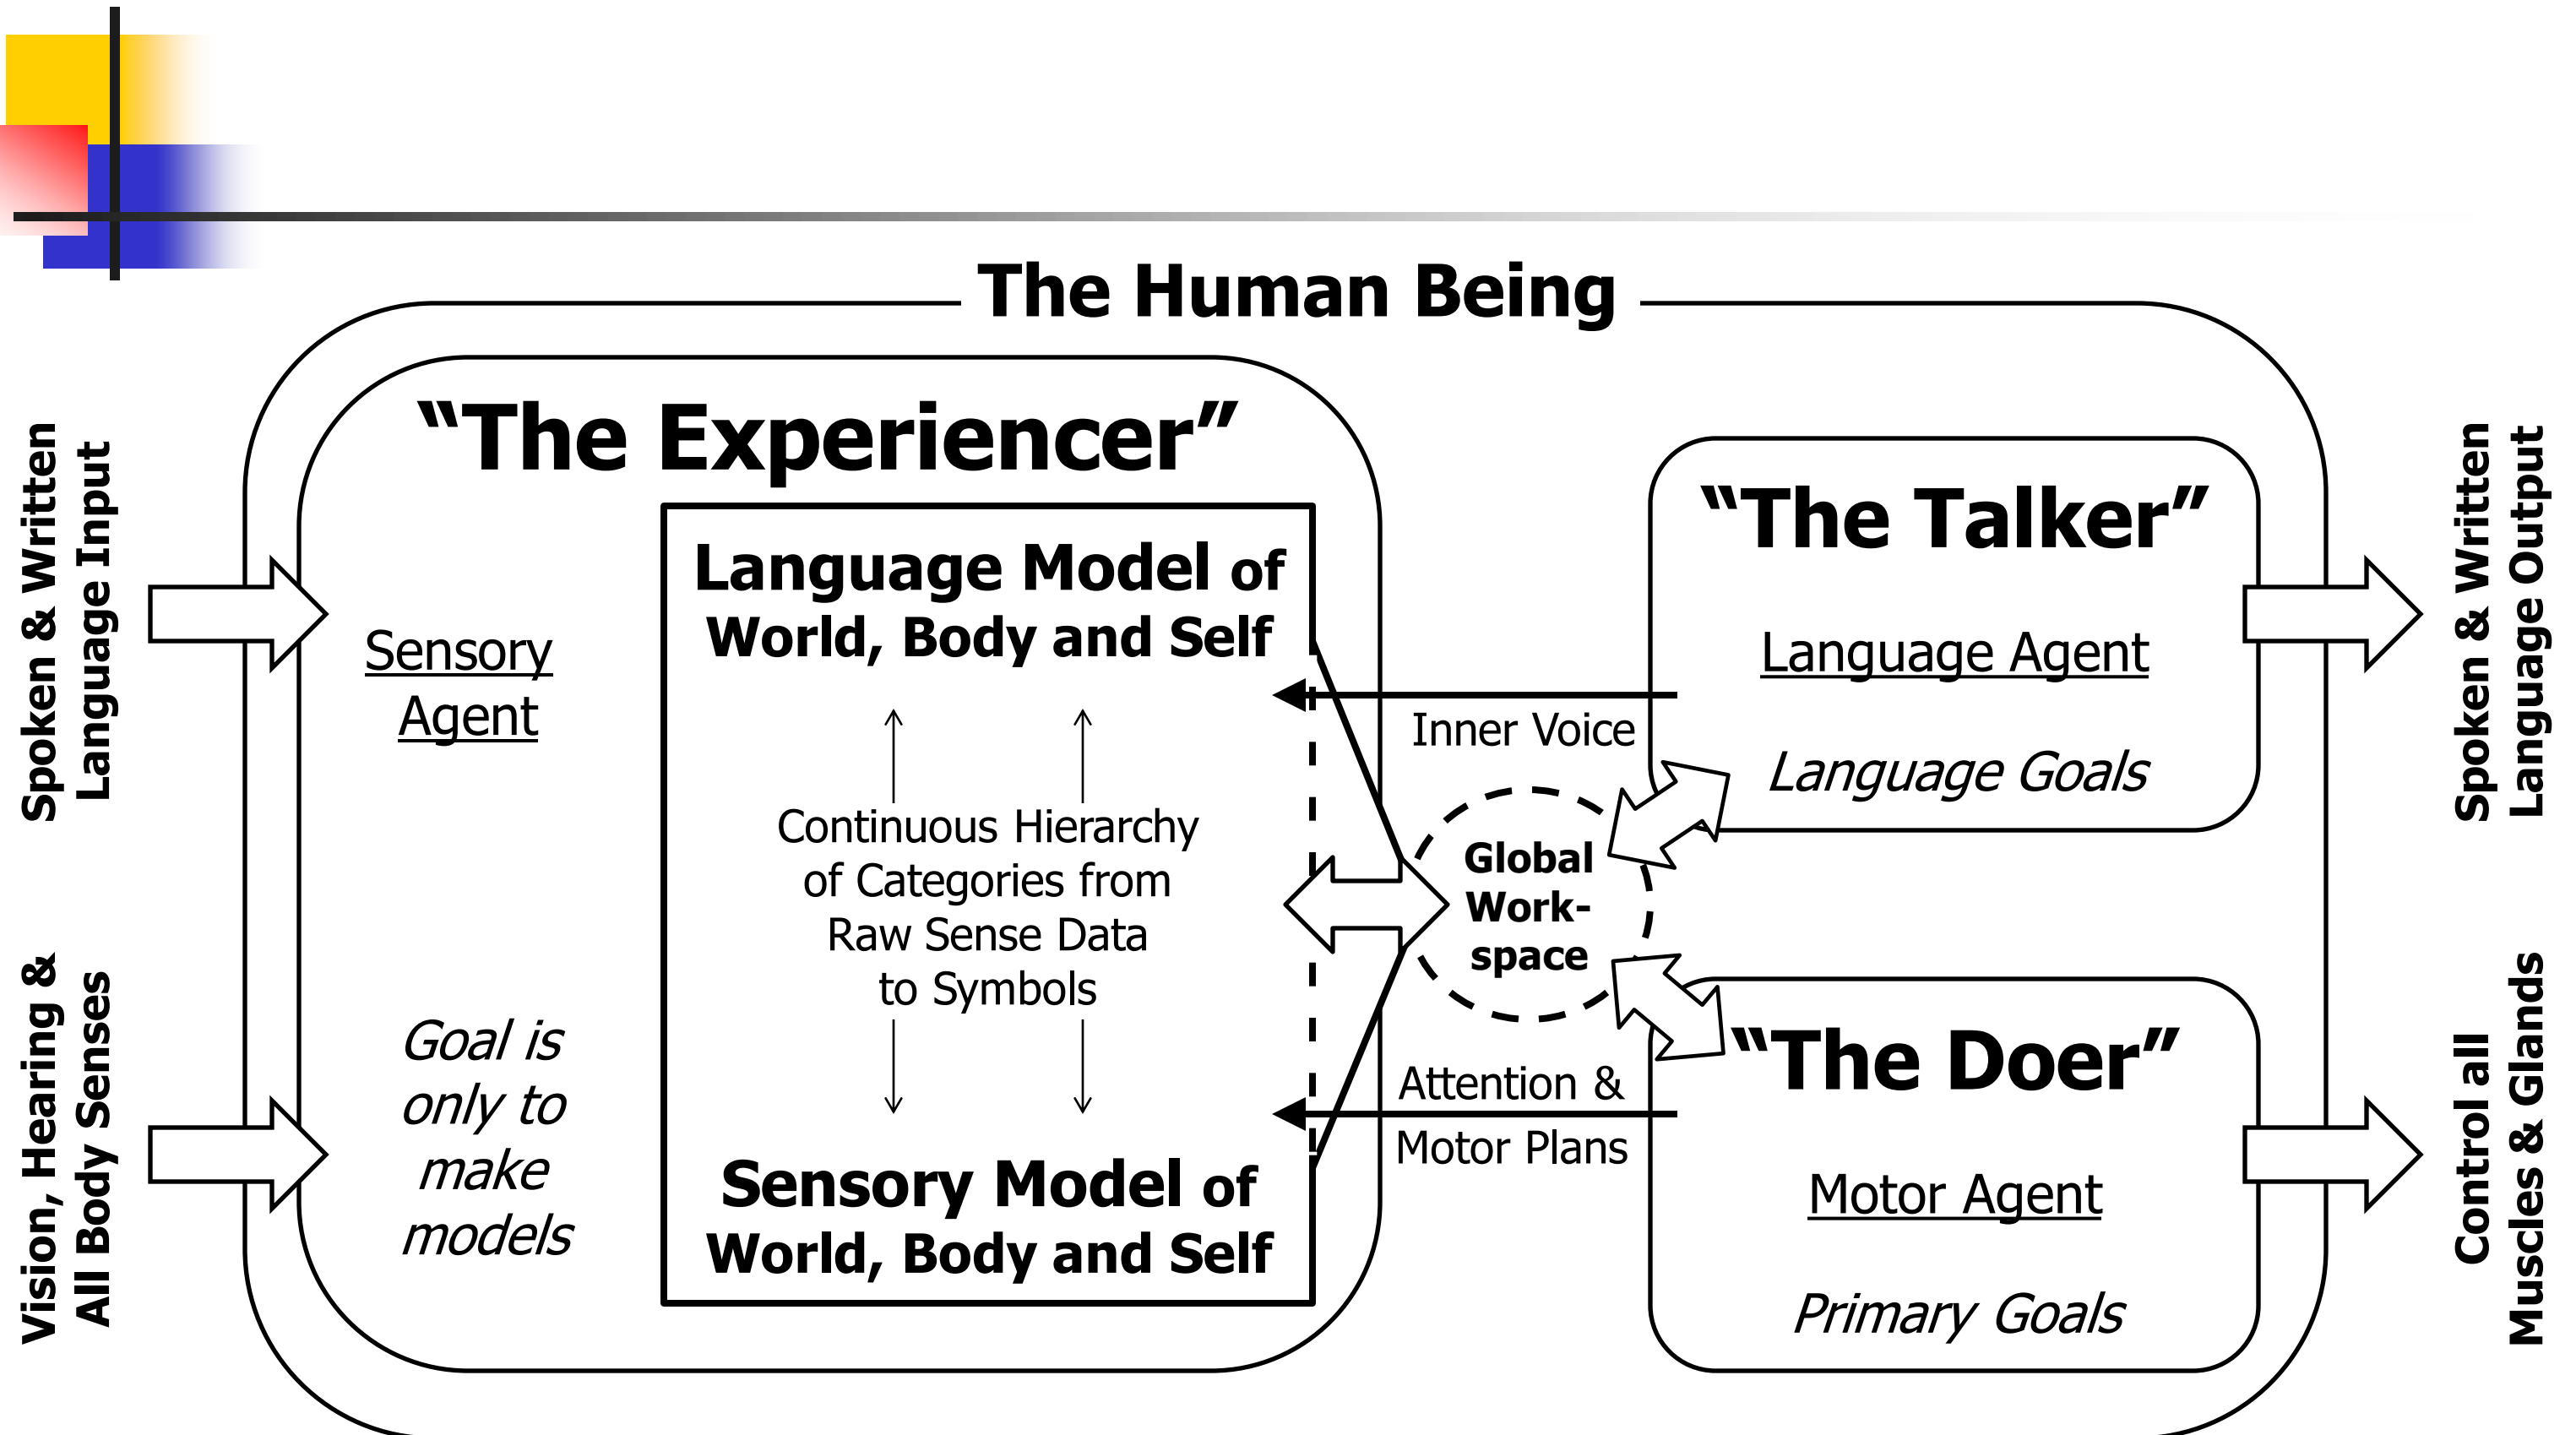 The Human Being
Spoken & Written
Language Input
Vision, Hearing &
All Body Senses
“The Experiencer”
Sensory
Agent
Goal is
only to
make
models
Language Model of
World, Body and Self
Continuous Hierarchy
of Categories from
Raw Sense Data
to Symbols
Sensory Model of
World, Body and Self
Inner Voice
Global
Work-
space
Attention &
Motor Plans
“The Talker”
Language Agent
Language Goals
“The Doer”
Motor Agent
Primary Goals
Spoken & Written
Language Output
Control all
Muscles & Glands